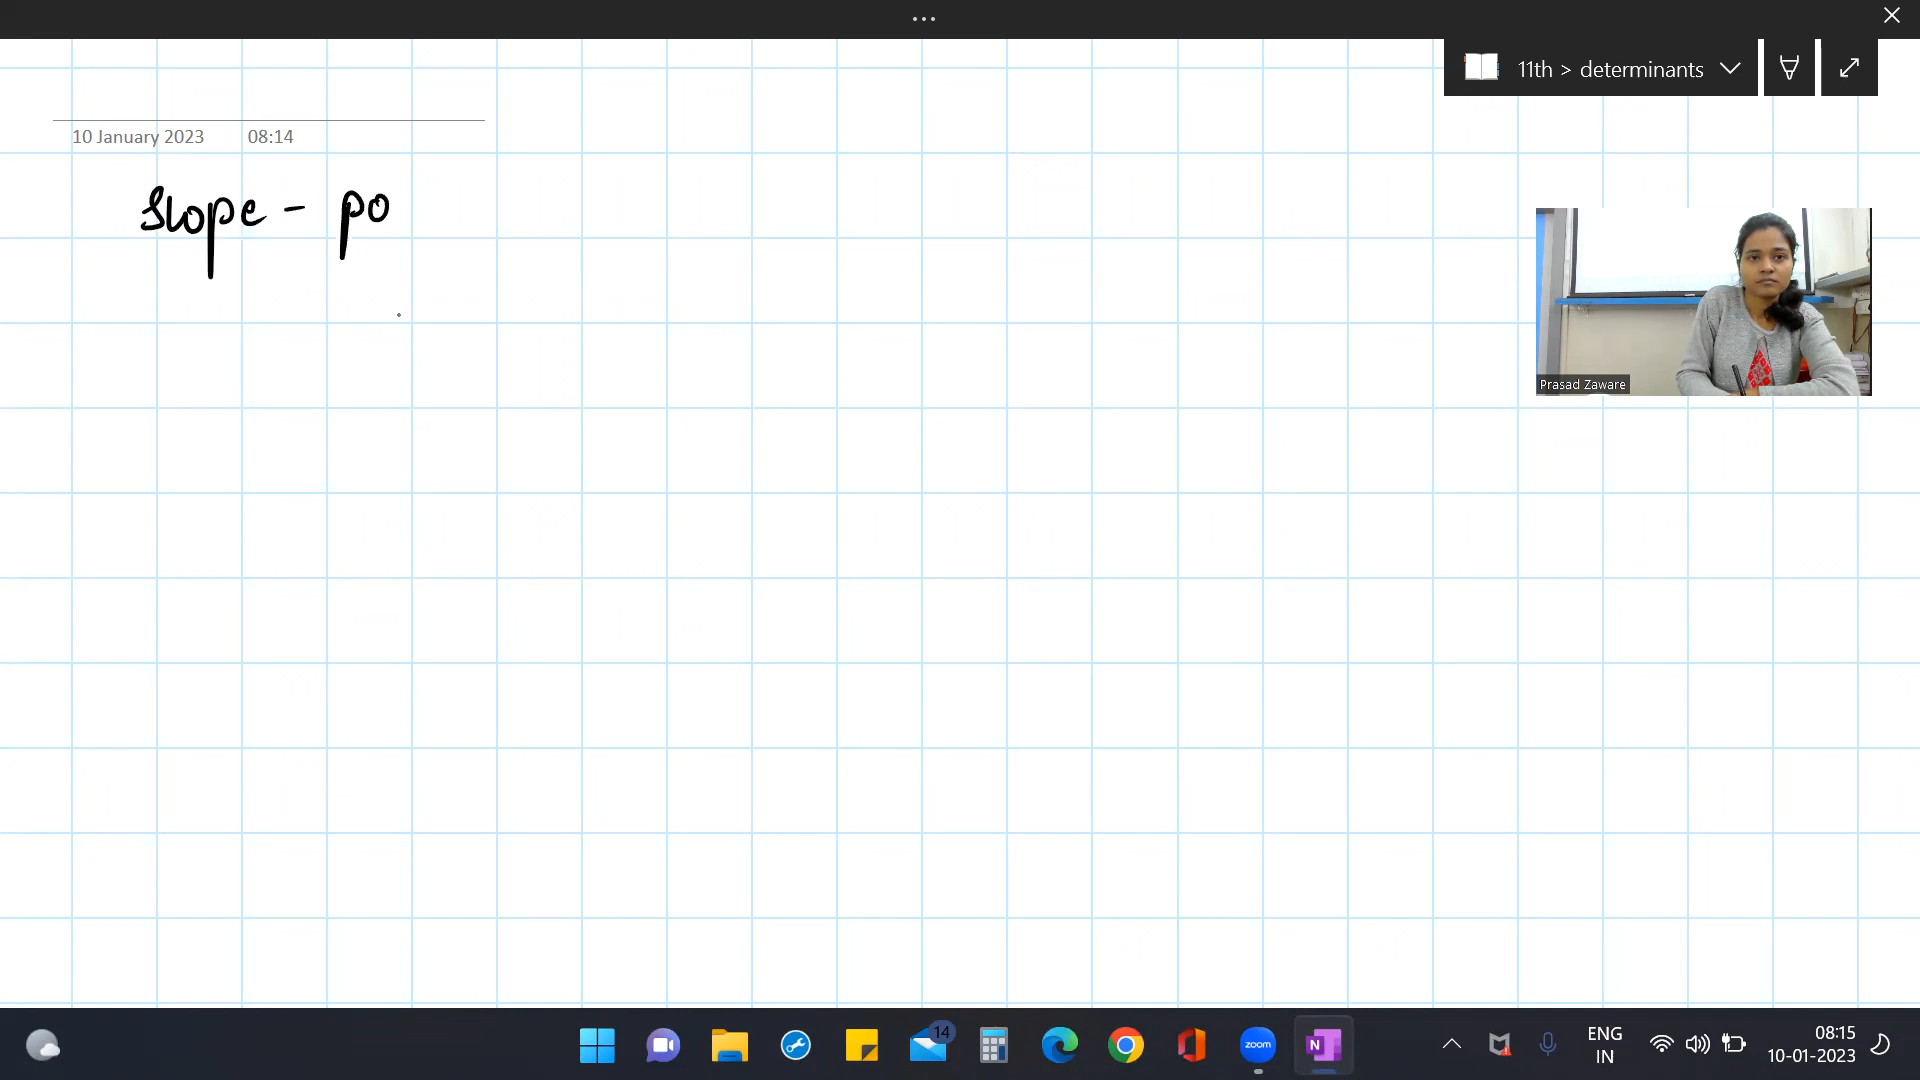 11th > determinants
10 January 2023 08:14
Slope - po
Prasad Zaware
14
zoom
N
ENG
IN
08:15
10-01-2023